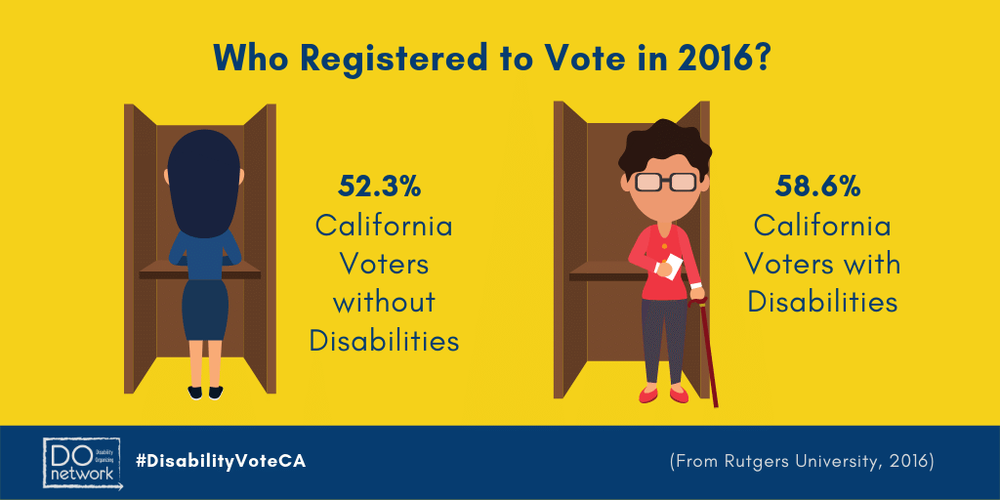 Who Registered to Vote in 2016?
52.3%
California
Voters
without
Disabilities
58.6%
California
Voters with
Disabilities
DO
Disability
Organizing
network
#DisabilityVoteCA
(From Rutgers University, 2016)